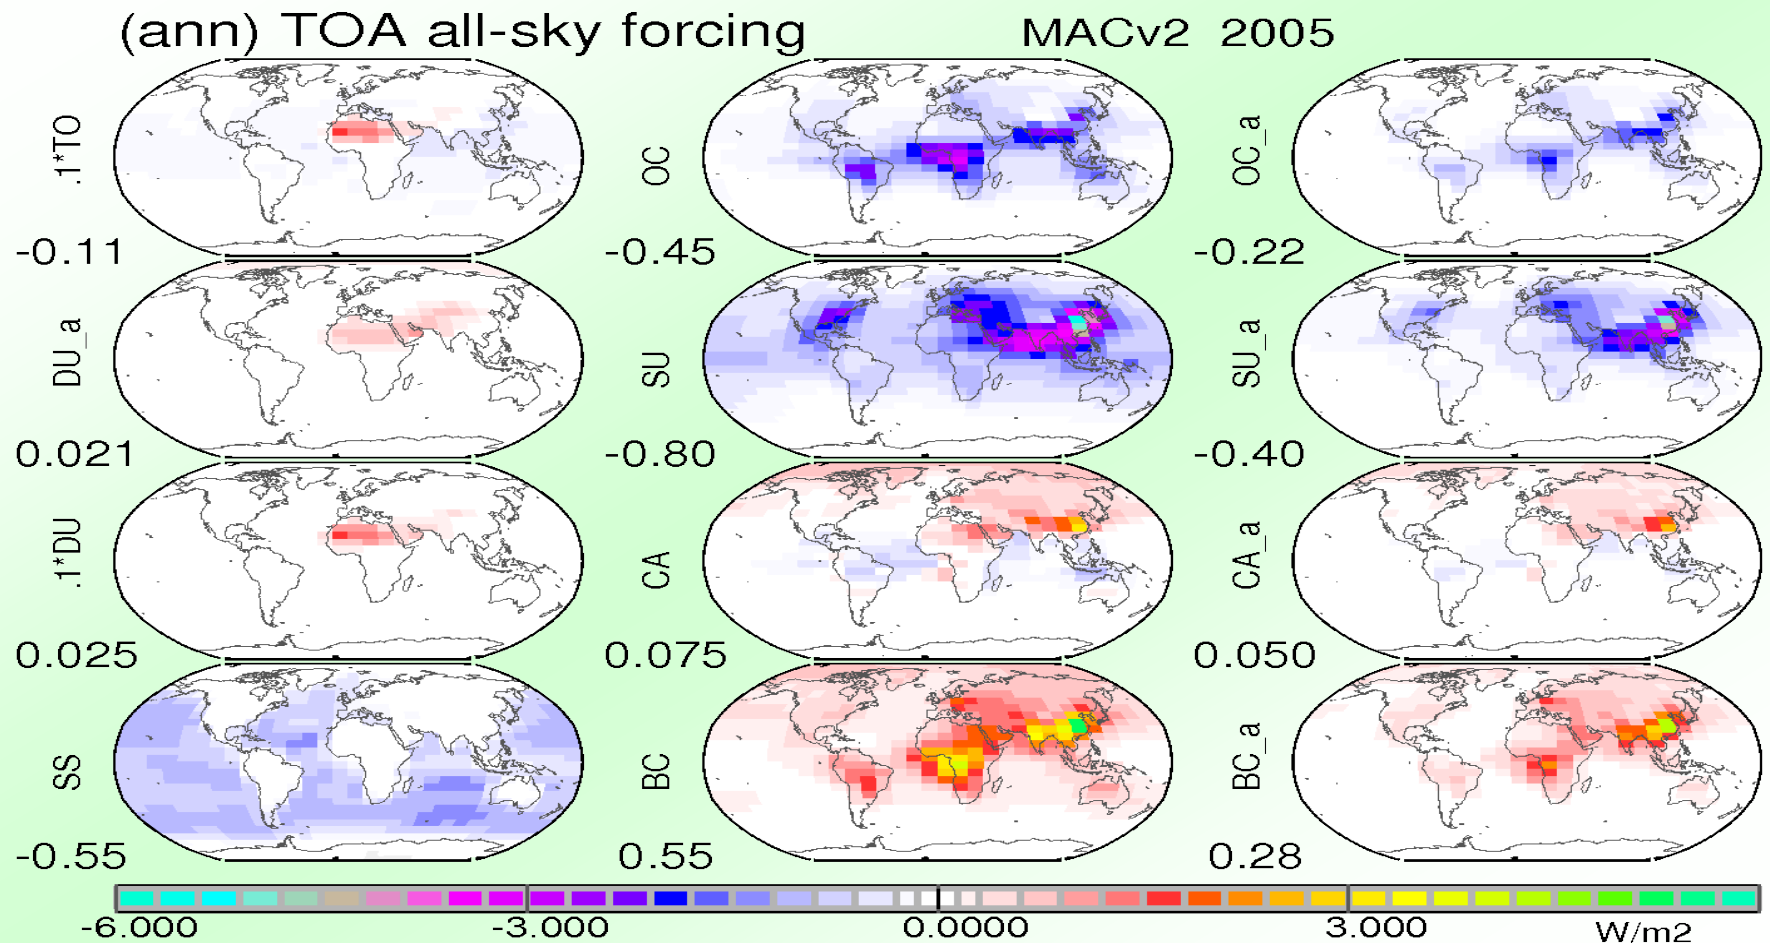 (ann) TOA all-sky forcing MACv2 2005
.1*TO OC OC_a
-0.11 -0.45 -0.22
DU_a SU SU_a
0.021 -0.80 -0.40
.1*DU CA CA_a
0.025 0.075 0.050
SS BC BC_a
-0.55 0.55 0.28
-6.000 -3.000 0.0000 3.000 W/m2